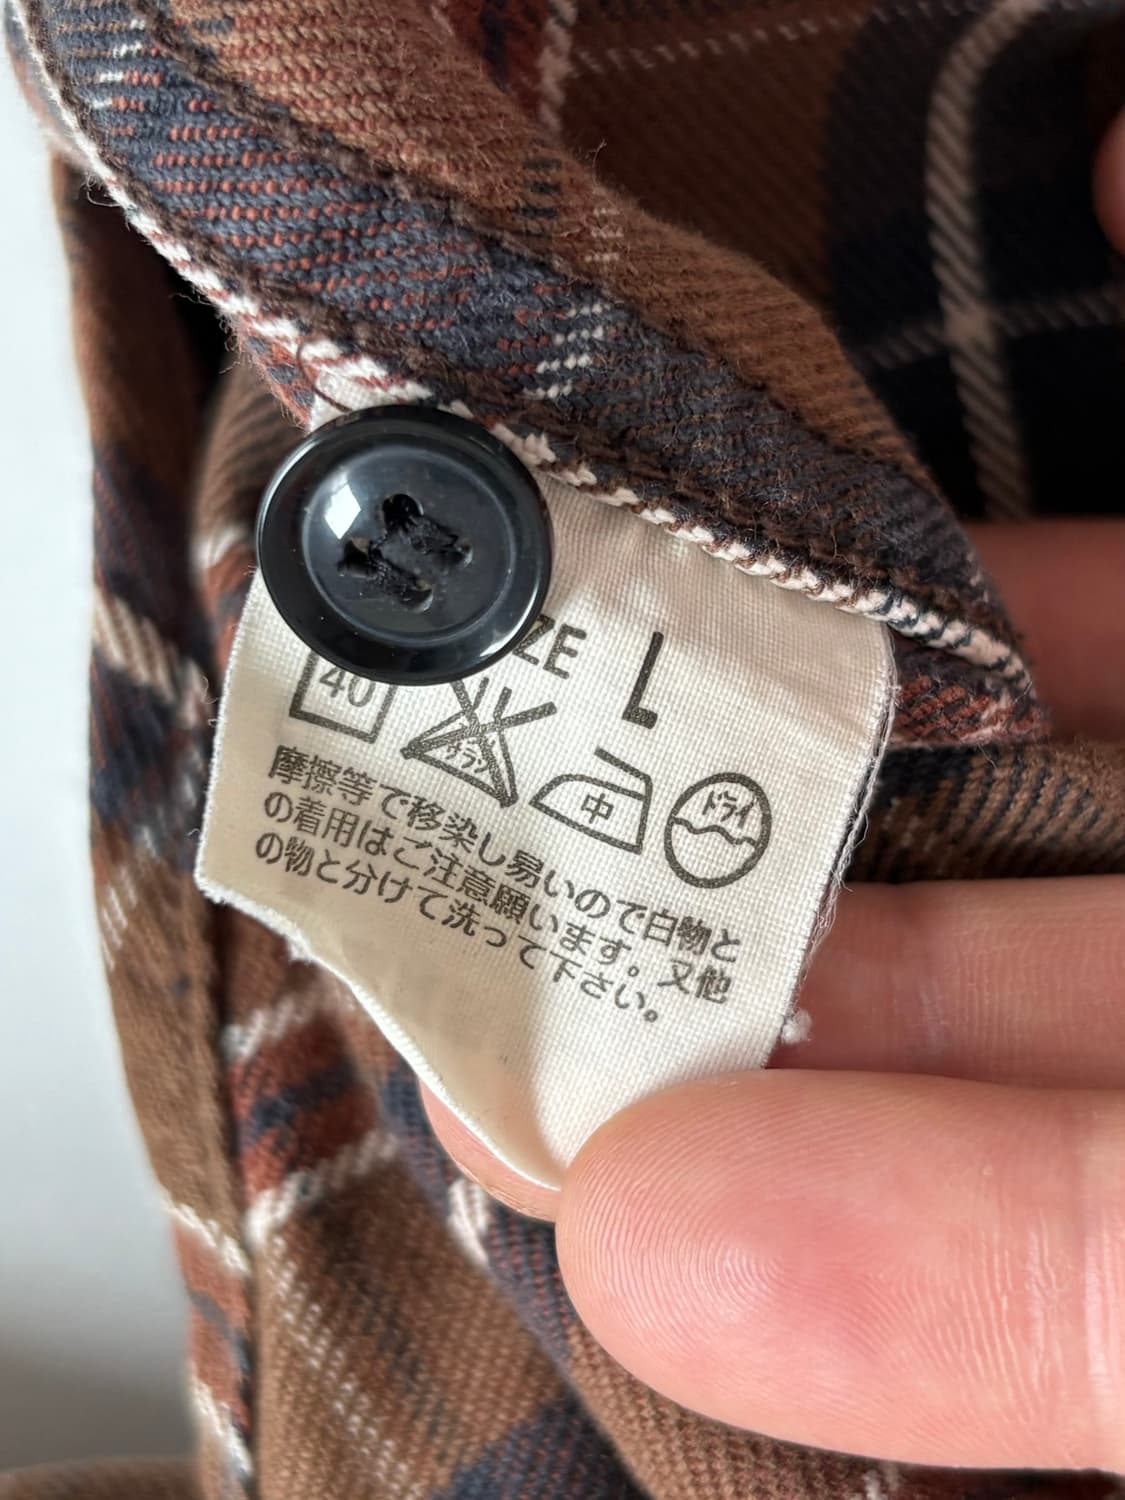 ZE L
40
中
ドライ
摩擦等で移染し易いので白物と
の着用はご注意願います。又他
の物と分けて洗って下さい。